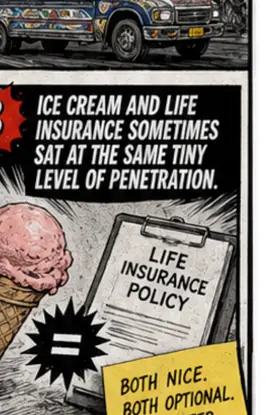 ICE CREAM AND LIFE
INSURANCE SOMETIMES
SAT AT THE SAME TINY
LEVEL OF PENETRATION.
LIFE
INSURANCE
POLICY
=
BOTH NICE.
BOTH OPTIONAL.